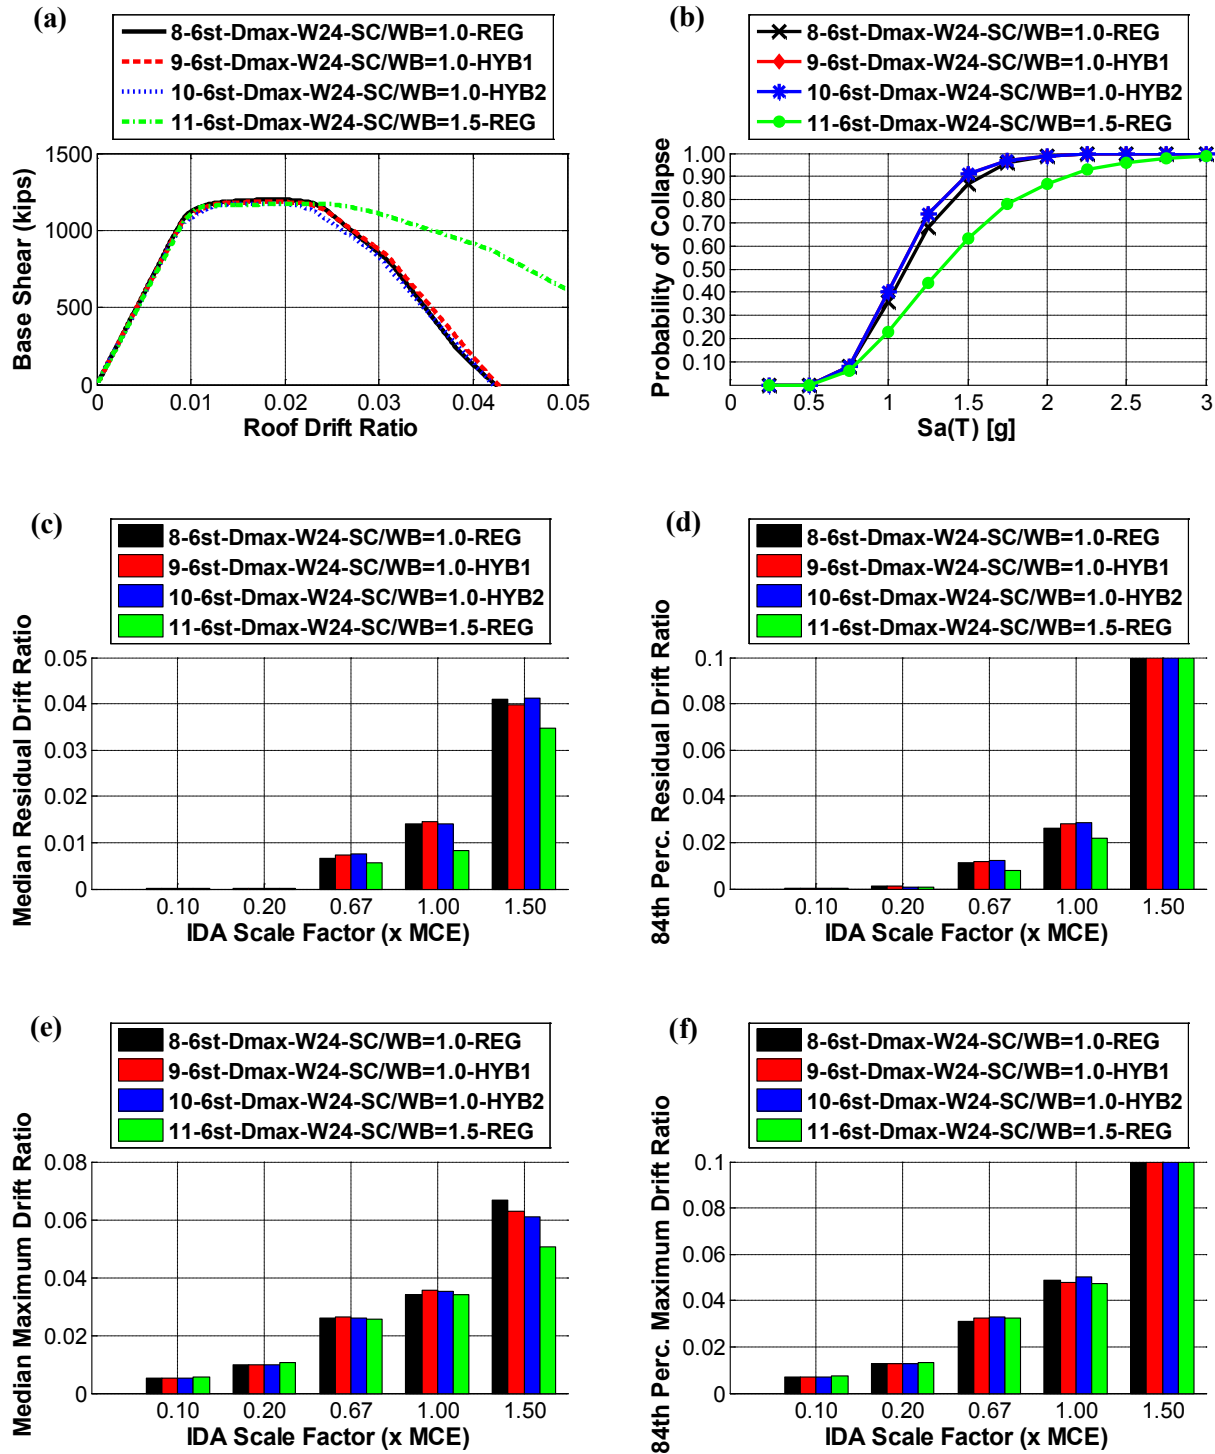 (a)
8-6st-Dmax-W24-SC/WB=1.0-REG
9-6st-Dmax-W24-SC/WB=1.0-HYB1
10-6st-Dmax-W24-SC/WB=1.0-HYB2
11-6st-Dmax-W24-SC/WB=1.5-REG
Base Shear (kips)
1500
1000
500
0
0 0.01 0.02 0.03 0.04 0.05
Roof Drift Ratio
(b)
8-6st-Dmax-W24-SC/WB=1.0-REG
9-6st-Dmax-W24-SC/WB=1.0-HYB1
10-6st-Dmax-W24-SC/WB=1.0-HYB2
11-6st-Dmax-W24-SC/WB=1.5-REG
Probability of Collapse
1.00
0.90
0.80
0.70
0.60
0.50
0.40
0.30
0.20
0.10
0 0.5 1 1.5 2 2.5 3
Sa(T) [g]
(c)
8-6st-Dmax-W24-SC/WB=1.0-REG
9-6st-Dmax-W24-SC/WB=1.0-HYB1
10-6st-Dmax-W24-SC/WB=1.0-HYB2
11-6st-Dmax-W24-SC/WB=1.5-REG
Median Residual Drift Ratio
0.05
0.04
0.03
0.02
0.01
0
0.10 0.20 0.67 1.00 1.50
IDA Scale Factor (x MCE)
(d)
8-6st-Dmax-W24-SC/WB=1.0-REG
9-6st-Dmax-W24-SC/WB=1.0-HYB1
10-6st-Dmax-W24-SC/WB=1.0-HYB2
11-6st-Dmax-W24-SC/WB=1.5-REG
84th Perc. Residual Drift Ratio
0.1
0.08
0.06
0.04
0.02
0
0.10 0.20 0.67 1.00 1.50
IDA Scale Factor (x MCE)
(e)
8-6st-Dmax-W24-SC/WB=1.0-REG
9-6st-Dmax-W24-SC/WB=1.0-HYB1
10-6st-Dmax-W24-SC/WB=1.0-HYB2
11-6st-Dmax-W24-SC/WB=1.5-REG
Median Maximum Drift Ratio
0.08
0.06
0.04
0.02
0
0.10 0.20 0.67 1.00 1.50
IDA Scale Factor (x MCE)
(f)
8-6st-Dmax-W24-SC/WB=1.0-REG
9-6st-Dmax-W24-SC/WB=1.0-HYB1
10-6st-Dmax-W24-SC/WB=1.0-HYB2
11-6st-Dmax-W24-SC/WB=1.5-REG
84th Perc. Maximum Drift Ratio
0.1
0.08
0.06
0.04
0.02
0
0.10 0.20 0.67 1.00 1.50
IDA Scale Factor (x MCE)